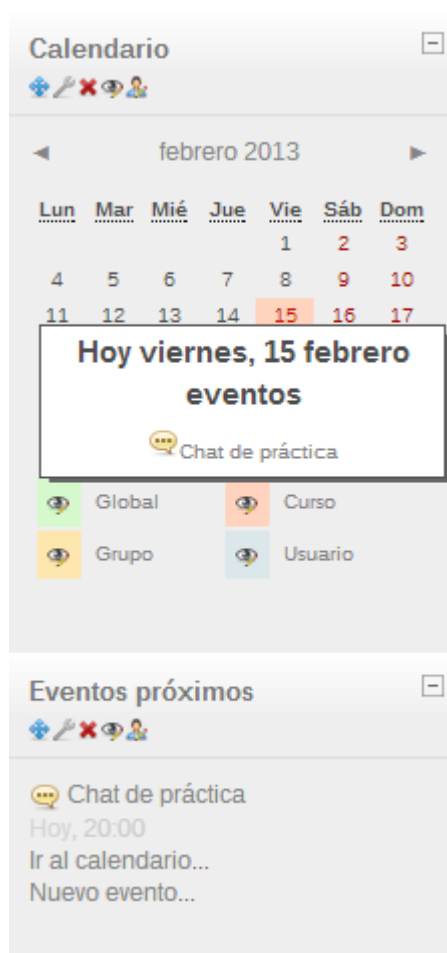 Calendario
◄ febrero 2013 ►
Lun Mar Mié Jue Vie Sáb Dom
1 2 3
4 5 6 7 8 9 10
11 12 13 14 15 16 17
Hoy viernes, 15 febrero
eventos
Chat de práctica
Global Curso
Grupo Usuario
Eventos próximos
Chat de práctica
Hoy, 20:00
Ir al calendario...
Nuevo evento...